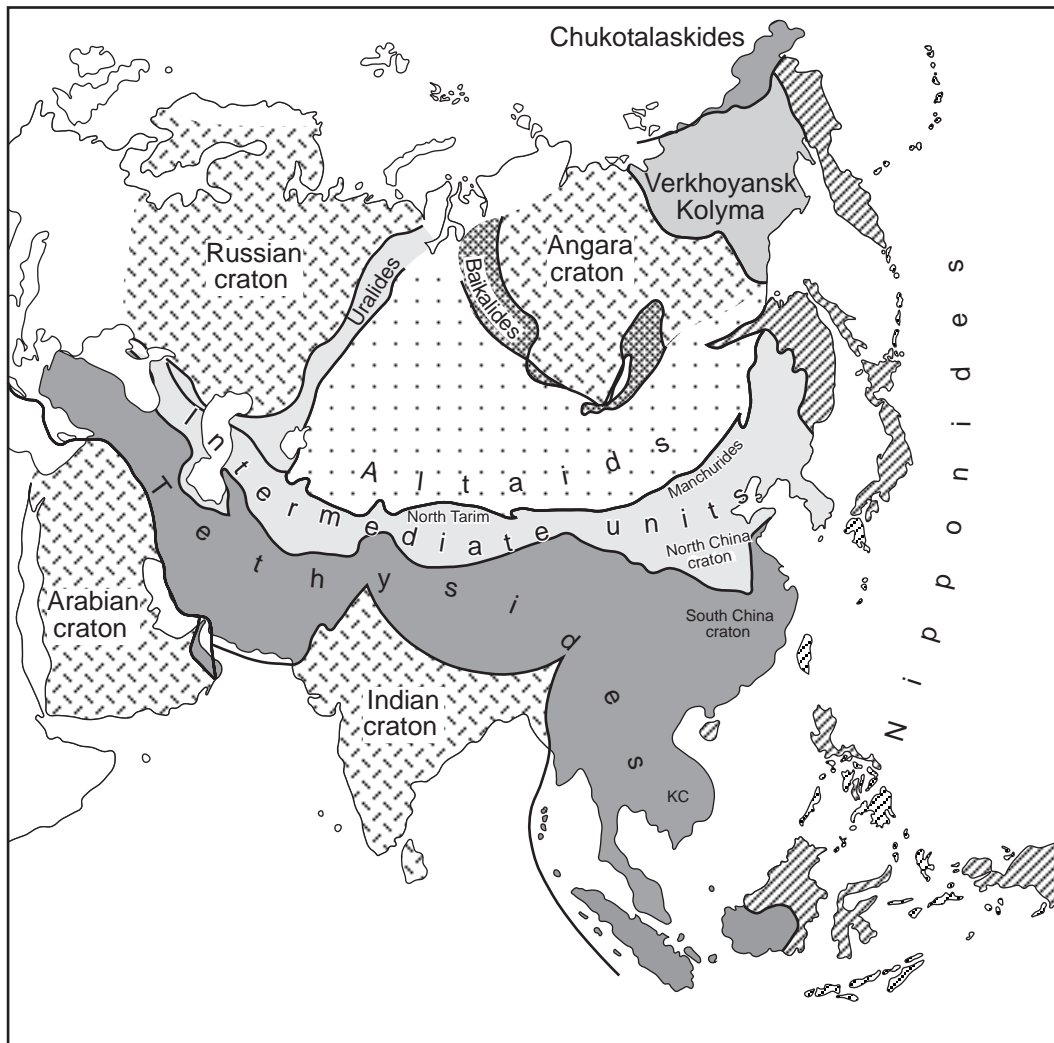 Chukotalaskides
Verkhoyansk
Kolyma
Angara
craton
Russian
craton
Uralides
Baikalides
Altaids
Intermediate units
Manchurides
North Tarim
North China
craton
Tethysides
South China
craton
Arabian
craton
Indian
craton
KC
Nipponides